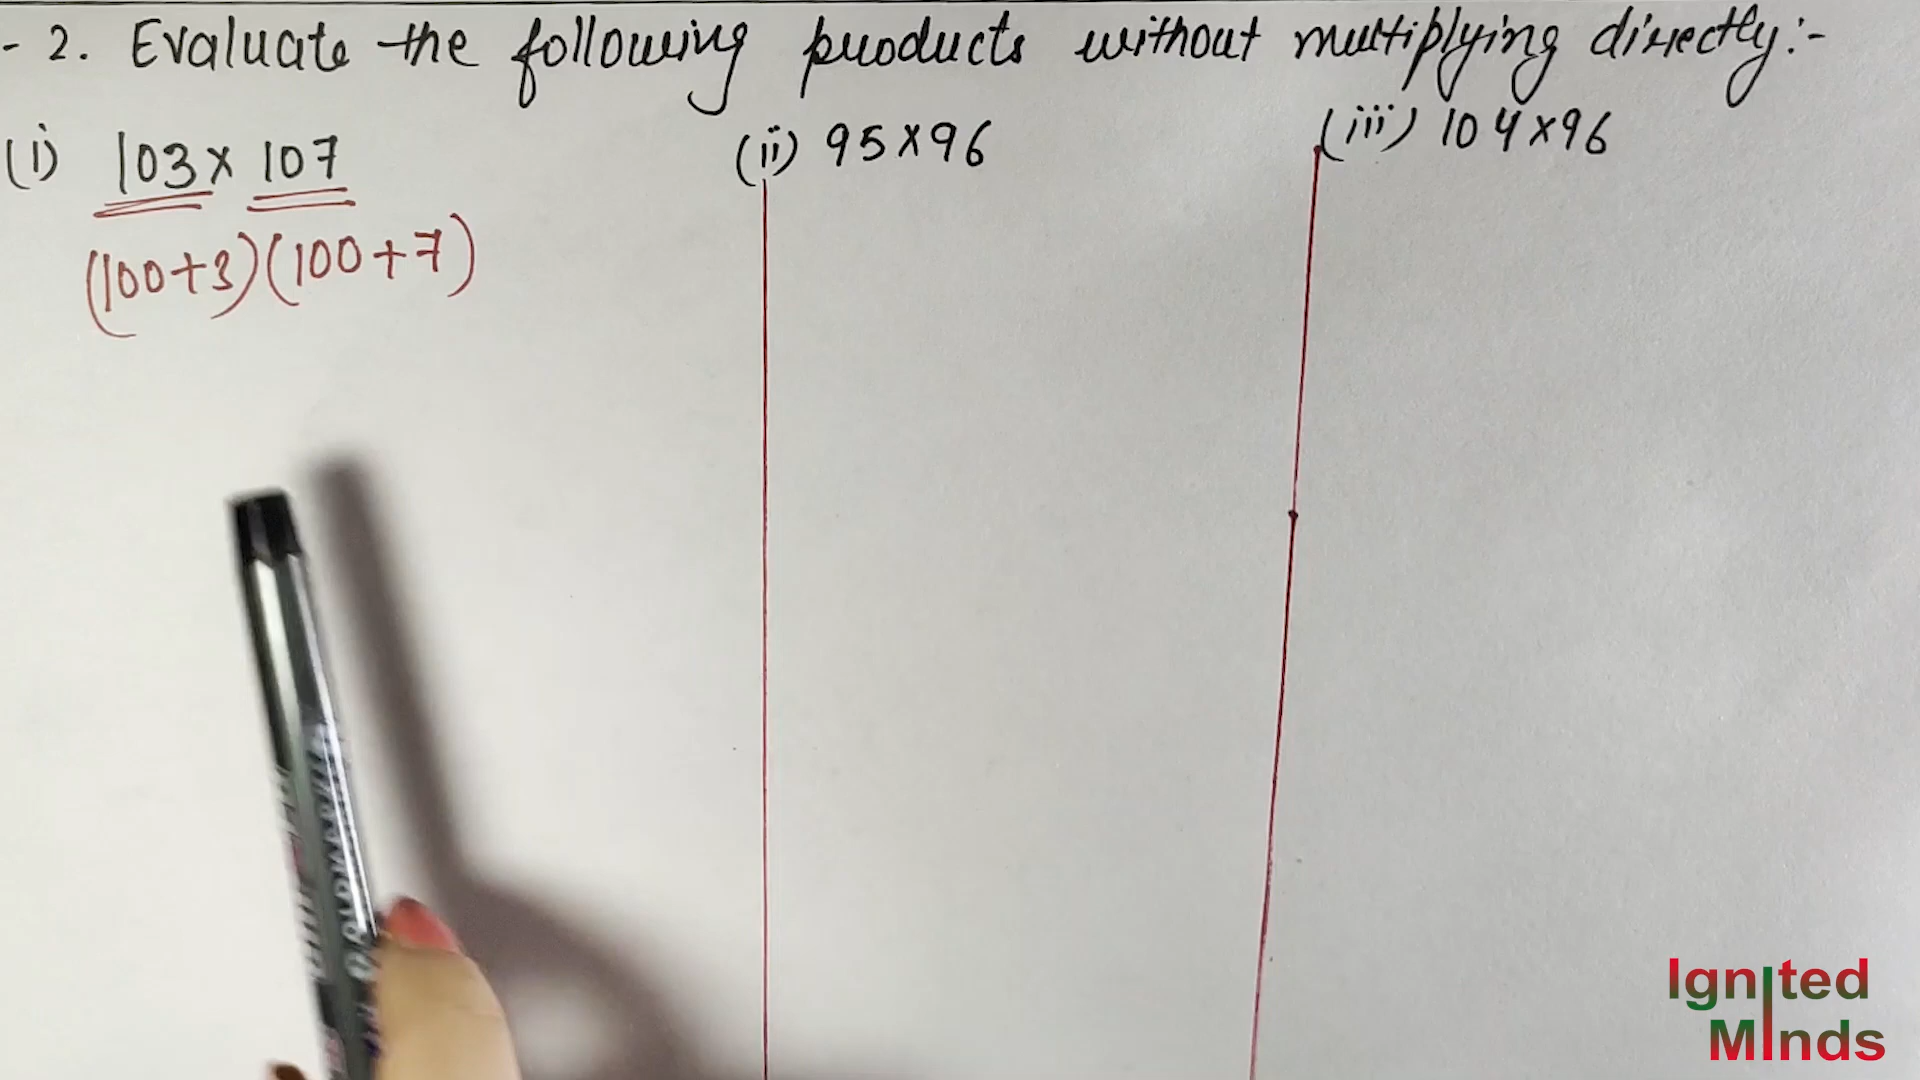 - 2. Evaluate the following products without multiplying directly:-
(i) 103 x 107 (ii) 95 x 96 (iii) 104 x 96
(100+3)(100+7)
Ignited
Minds